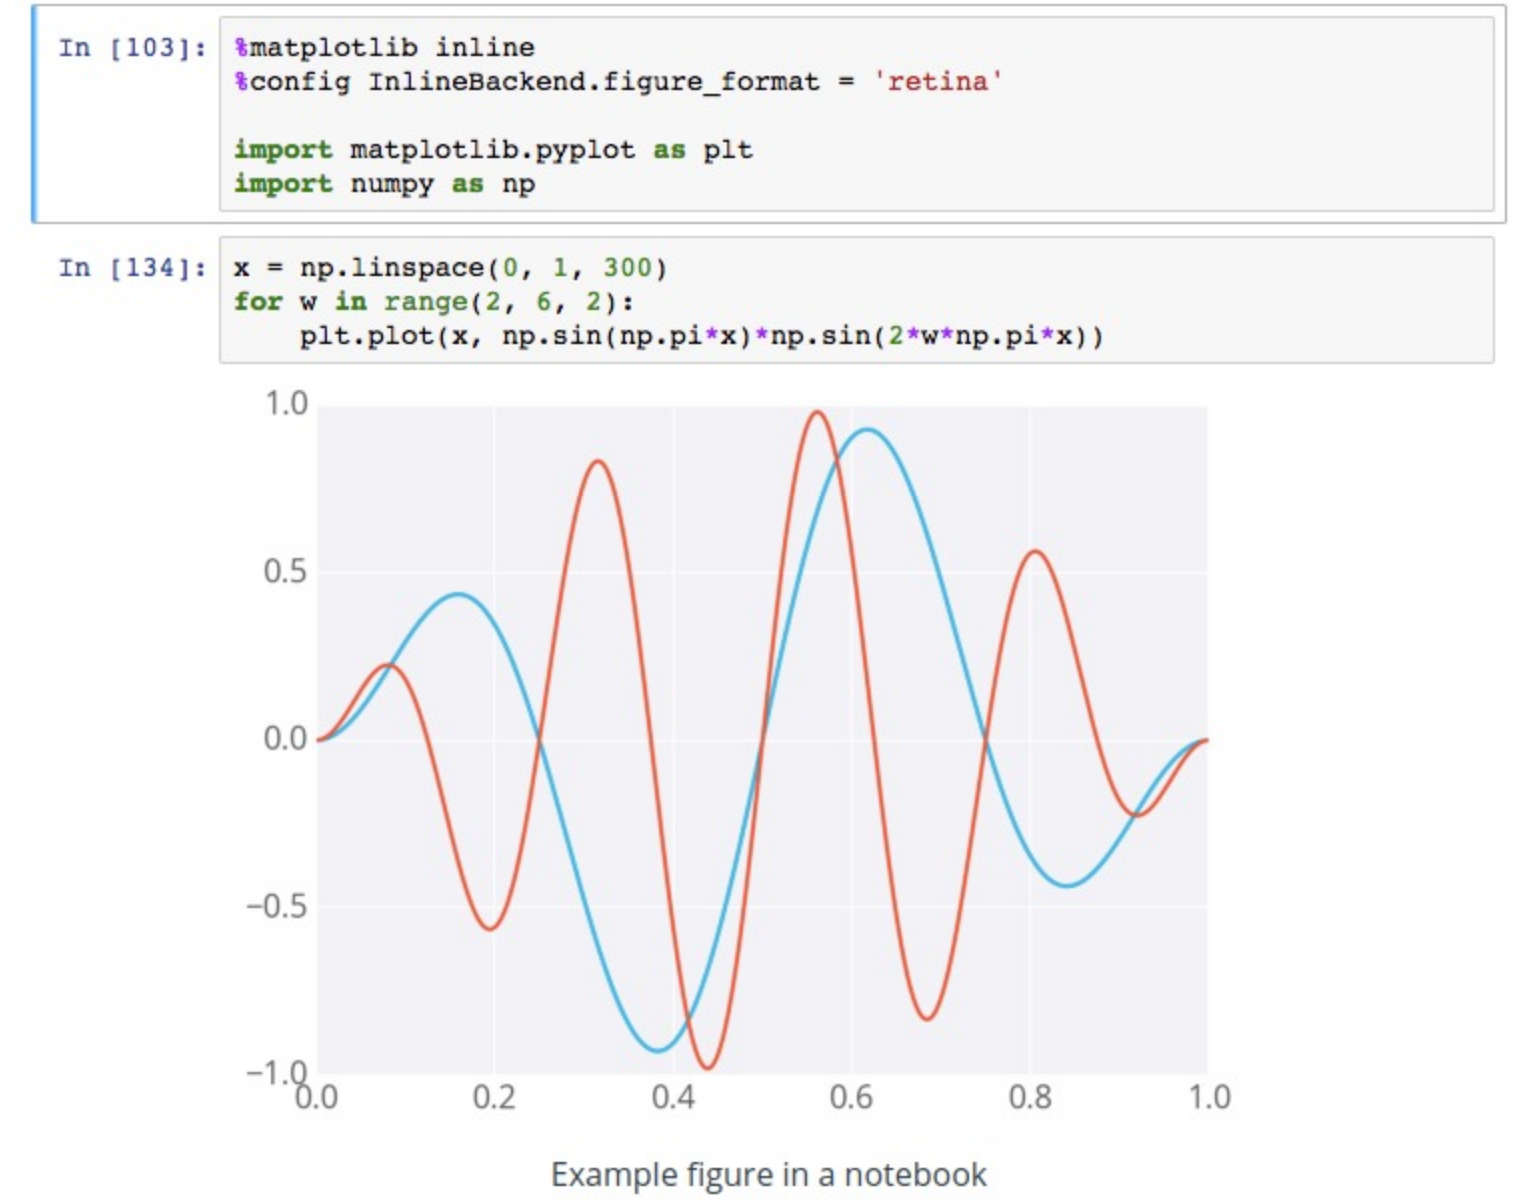 In [103]: %matplotlib inline
%config InlineBackend.figure_format = 'retina'
import matplotlib.pyplot as plt
import numpy as np
In [134]: x = np.linspace(0, 1, 300)
for w in range(2, 6, 2):
    plt.plot(x, np.sin(np.pi*x)*np.sin(2*w*np.pi*x))
1.0
0.5
0.0
−0.5
−1.0
0.0 0.2 0.4 0.6 0.8 1.0
Example figure in a notebook